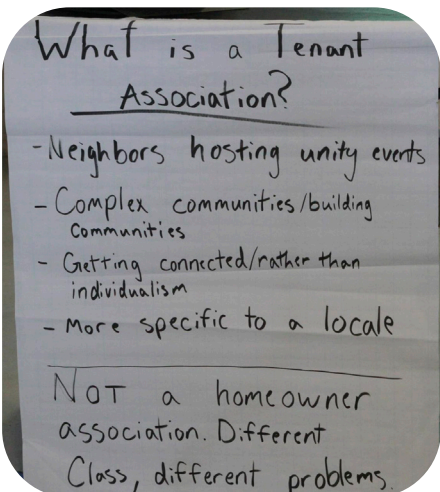 What is a Tenant
Association?
- Neighbors hosting unity events
- Complex communities/building
communities
- Getting connected/rather than
individualism
- More specific to a locale
NOT a homeowner
association. Different
Class, different problems.